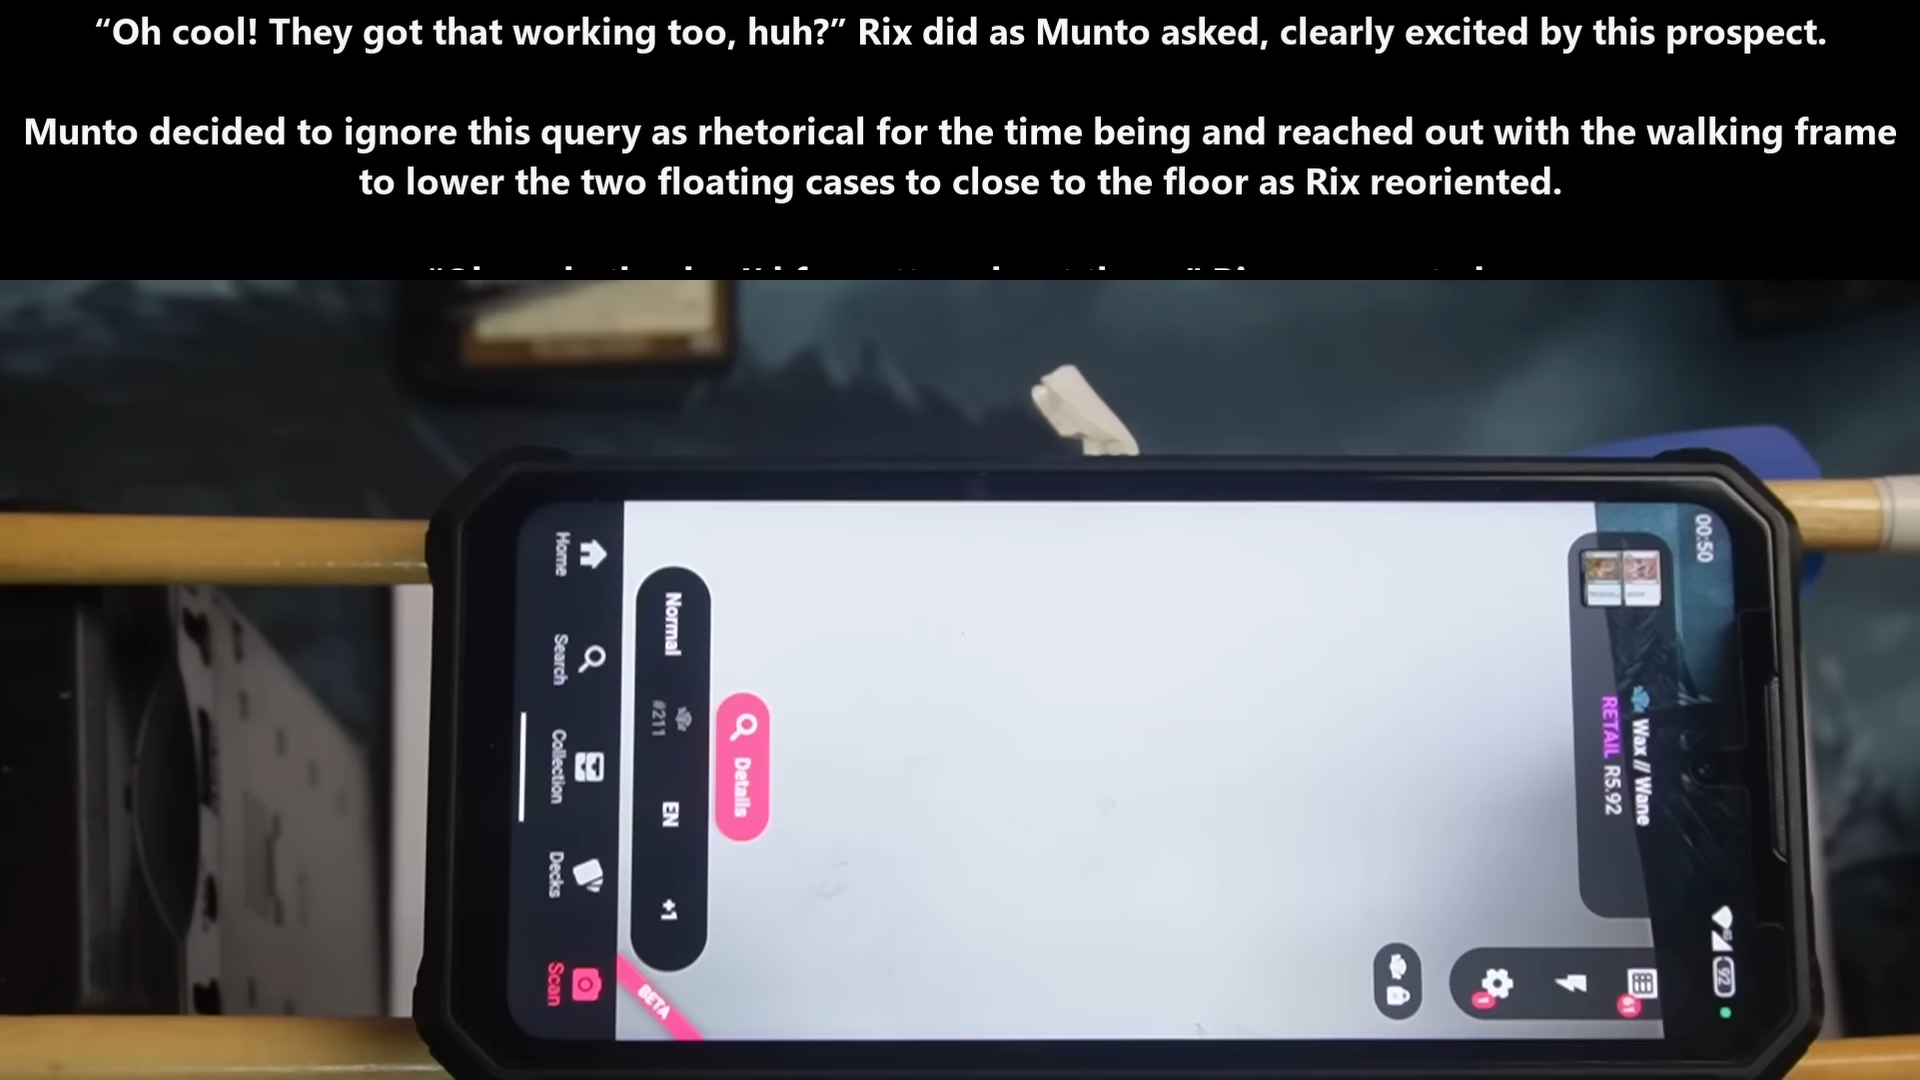 “Oh cool! They got that working too, huh?” Rix did as Munto asked, clearly excited by this prospect.
Munto decided to ignore this query as rhetorical for the time being and reached out with the walking frame
to lower the two floating cases to close to the floor as Rix reoriented.
00:50
92
Wax // Wane
RETAIL R5.92
61
1
Details
Normal
#211
EN
+1
BETA
Home
Search
Collection
Decks
Scan